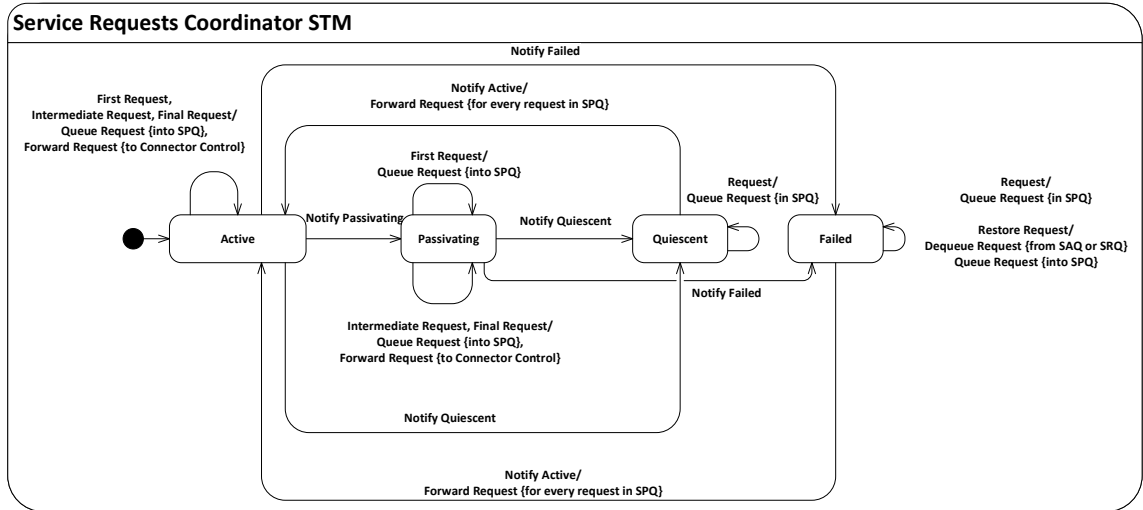 Service Requests Coordinator STM
Notify Failed
Notify Active/
Forward Request {for every request in SPQ}
First Request,
Intermediate Request, Final Request/
Queue Request {into SPQ},
Forward Request {to Connector Control}
First Request/
Queue Request {into SPQ}
Request/
Queue Request {in SPQ}
Request/
Queue Request {in SPQ}
Notify Passivating
Notify Quiescent
Active
Passivating
Quiescent
Failed
Restore Request/
Dequeue Request {from SAQ or SRQ}
Queue Request {into SPQ}
Notify Failed
Intermediate Request, Final Request/
Queue Request {into SPQ},
Forward Request {to Connector Control}
Notify Quiescent
Notify Active/
Forward Request {for every request in SPQ}